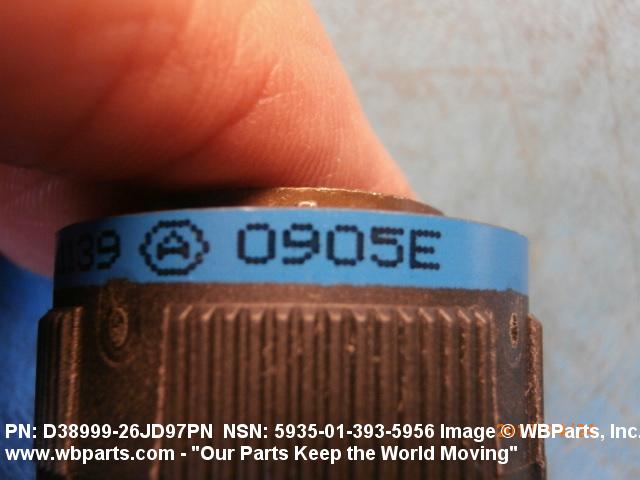 1139 A 0905E
PN: D38999-26JD97PN NSN: 5935-01-393-5956 Image © WBParts, Inc.
www.wbparts.com - "Our Parts Keep the World Moving"